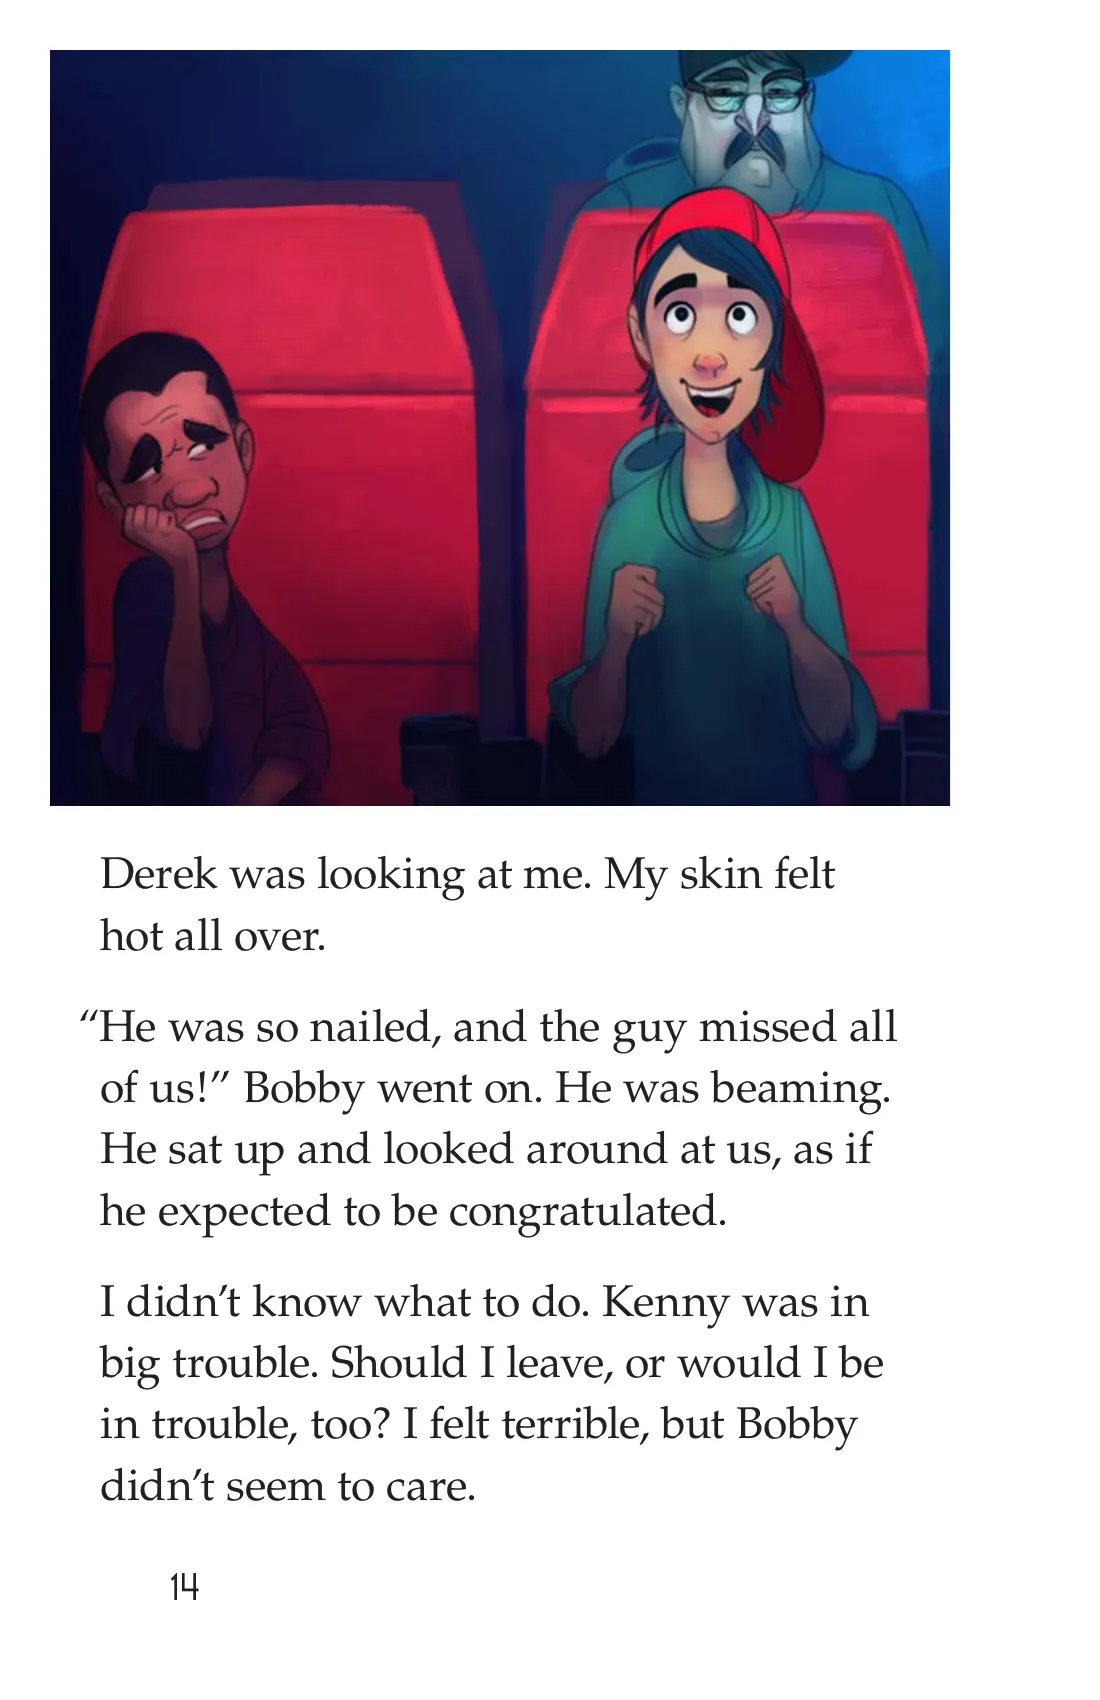 Derek was looking at me. My skin felt
hot all over.
“He was so nailed, and the guy missed all
of us!” Bobby went on. He was beaming.
He sat up and looked around at us, as if
he expected to be congratulated.
I didn’t know what to do. Kenny was in
big trouble. Should I leave, or would I be
in trouble, too? I felt terrible, but Bobby
didn’t seem to care.
14